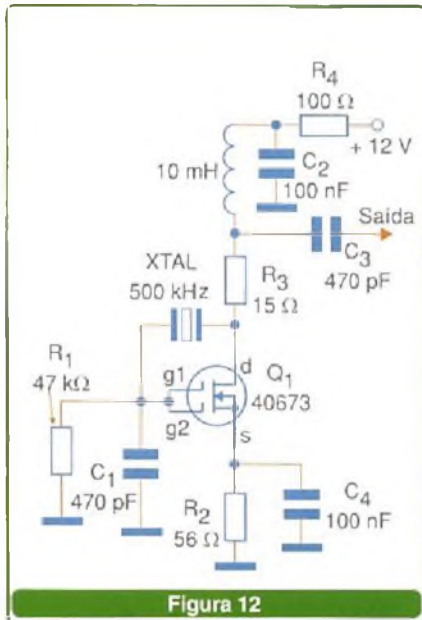 R4
100 Ω
+ 12 V
10 mH
C2
100 nF
Saída
C3
470 pF
XTAL
500 kHz
R3
15 Ω
R1
47 kΩ
g1
g2
d
s
Q1
40673
C1
470 pF
R2
56 Ω
C4
100 nF
Figura 12